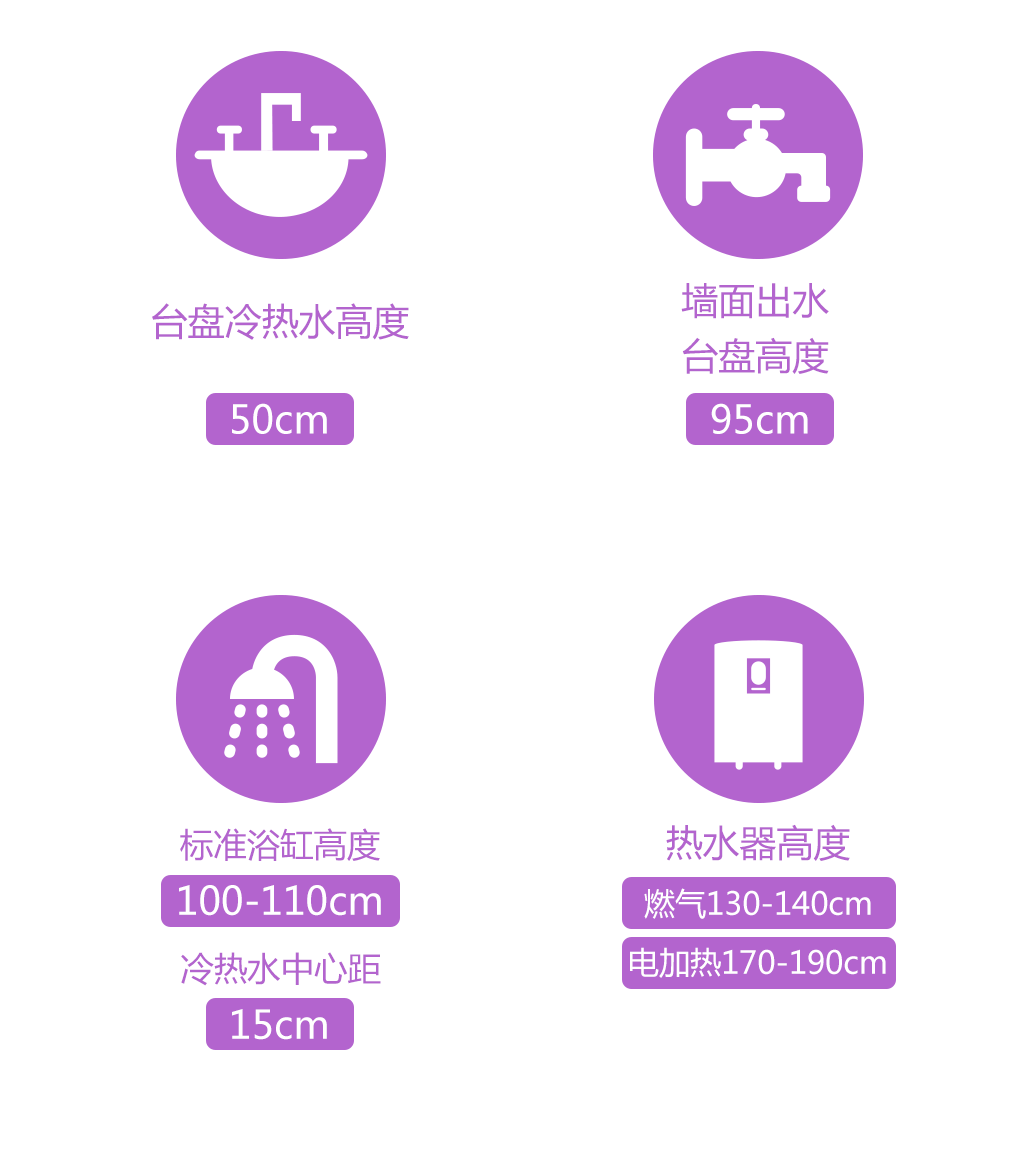 台盘冷热水高度
50cm
墙面出水
台盘高度
95cm
标准浴缸高度
100-110cm
冷热水中心距
15cm
热水器高度
燃气130-140cm
电加热170-190cm